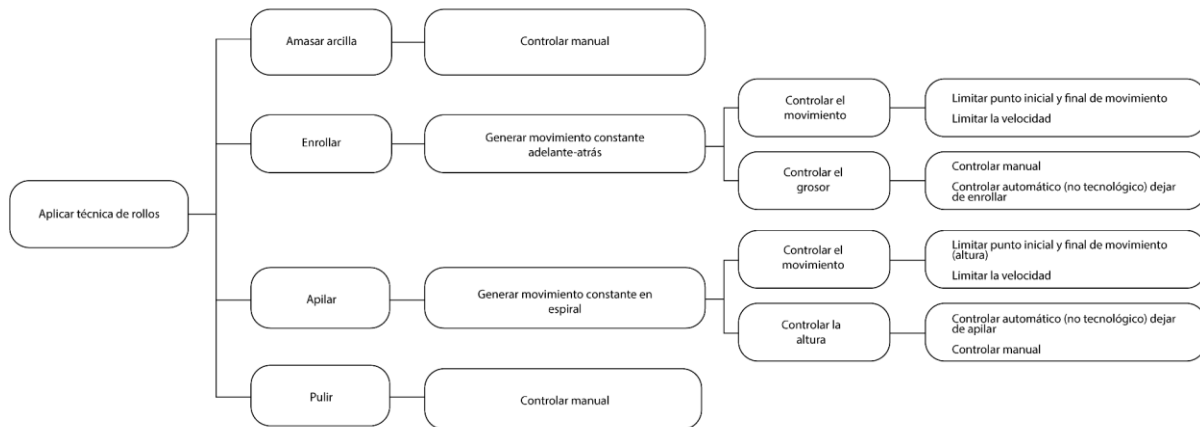 Amasar arcilla
Controlar manual
Enrollar
Generar movimiento constante
adelante-atrás
Controlar el
movimiento
Limitar punto inicial y final de movimiento
Limitar la velocidad
Controlar el
grosor
Controlar manual
Controlar automático (no tecnológico) dejar
de enrollar
Aplicar técnica de rollos
Apilar
Generar movimiento constante en
espiral
Controlar el
movimiento
Limitar punto inicial y final de movimiento
(altura)
Limitar la velocidad
Controlar la
altura
Controlar automático (no tecnológico) dejar
de apilar
Controlar manual
Pulir
Controlar manual